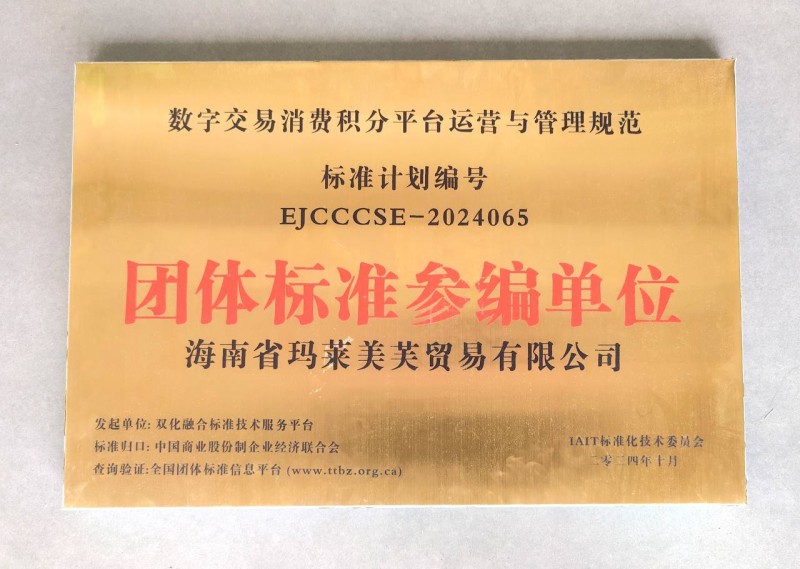 数字交易消费积分平台运营与管理规范
标准计划编号
EJCCCSE-2024065
团体标准参编单位
海南省玛莱美芙贸易有限公司
发起单位: 双化融合标准技术服务平台
标准归口: 中国商业股份制企业经济联合会
查询验证: 全国团体标准信息平台 (www.ttbz.org.ca)
IAIT标准化技术委员会
二零二四年十月